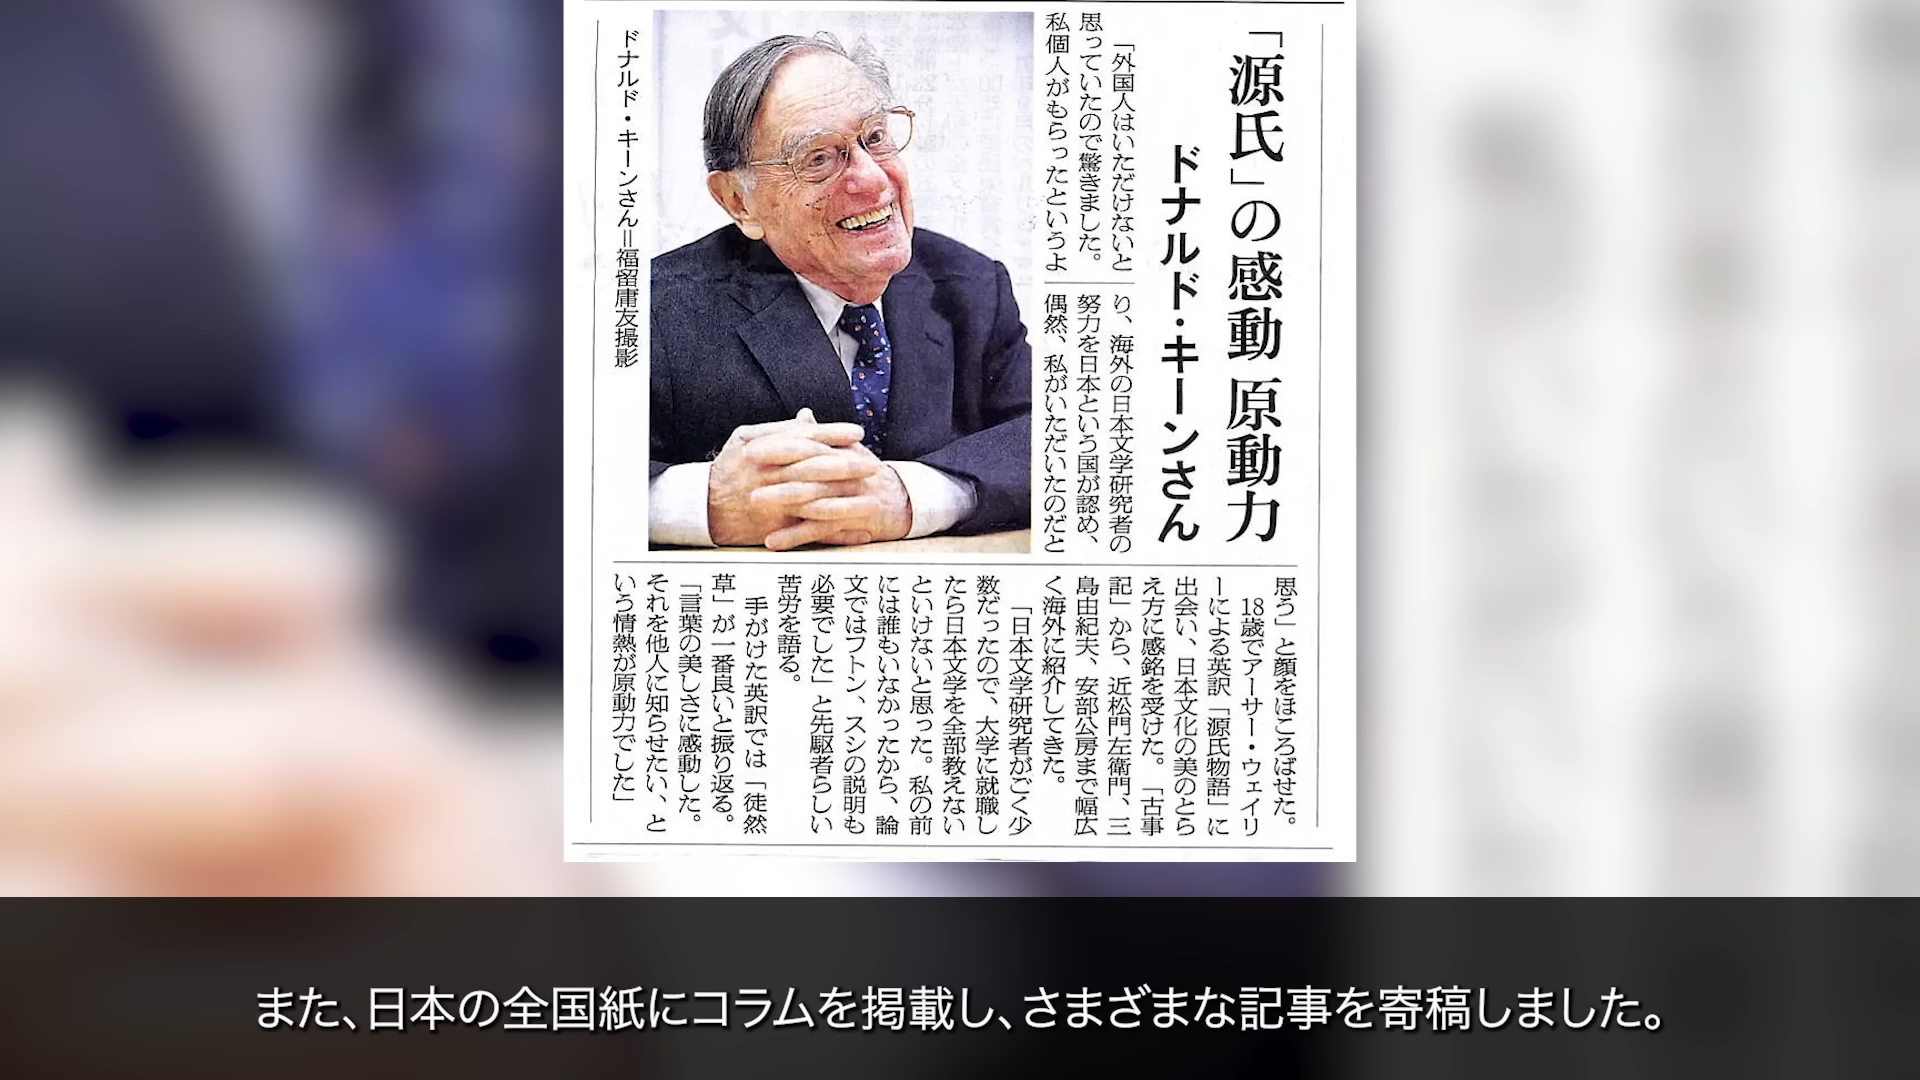 「源氏」の感動 原動力
ドナルド・キーンさん
「外国人はいただけないと
思っていたので驚きました。
私個人がもらったというよ
り、海外の日本文学研究者の
努力を日本という国が認め、
偶然、私がいただいたのだと
思う」と顔をほころばせた。
18歳でアーサー・ウェイリ
ーによる英訳「源氏物語」に
出会い、日本文化の美のとら
え方に感銘を受けた。「古事
記」から、近松門左衛門、三
島由紀夫、安部公房まで幅広
く海外に紹介してきた。
「日本文学研究者がごく少
数だったので、大学に就職し
たら日本文学を全部教えない
といけないと思った。私の前
には誰もいなかったから、論
文ではフトン、スシの説明も
必要でした」と先駆者らしい
苦労を語る。
手がけた英訳では「徒然
草」が一番良いと振り返る。
「言葉の美しさに感動した。
それを他人に知らせたい、と
いう情熱が原動力でした」
ドナルド・キーンさん＝福留庸友撮影
また、日本の全国紙にコラムを掲載し、さまざまな記事を寄稿しました。